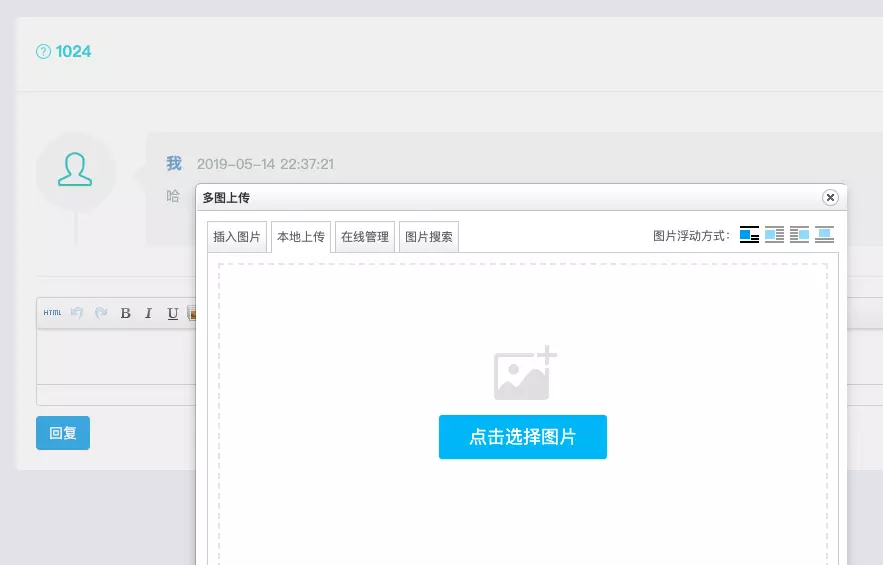 1024
我 2019-05-14 22:37:21
哈
多图上传
插入图片 本地上传 在线管理 图片搜索 图片浮动方式：
HTML B I U
点击选择图片
回复